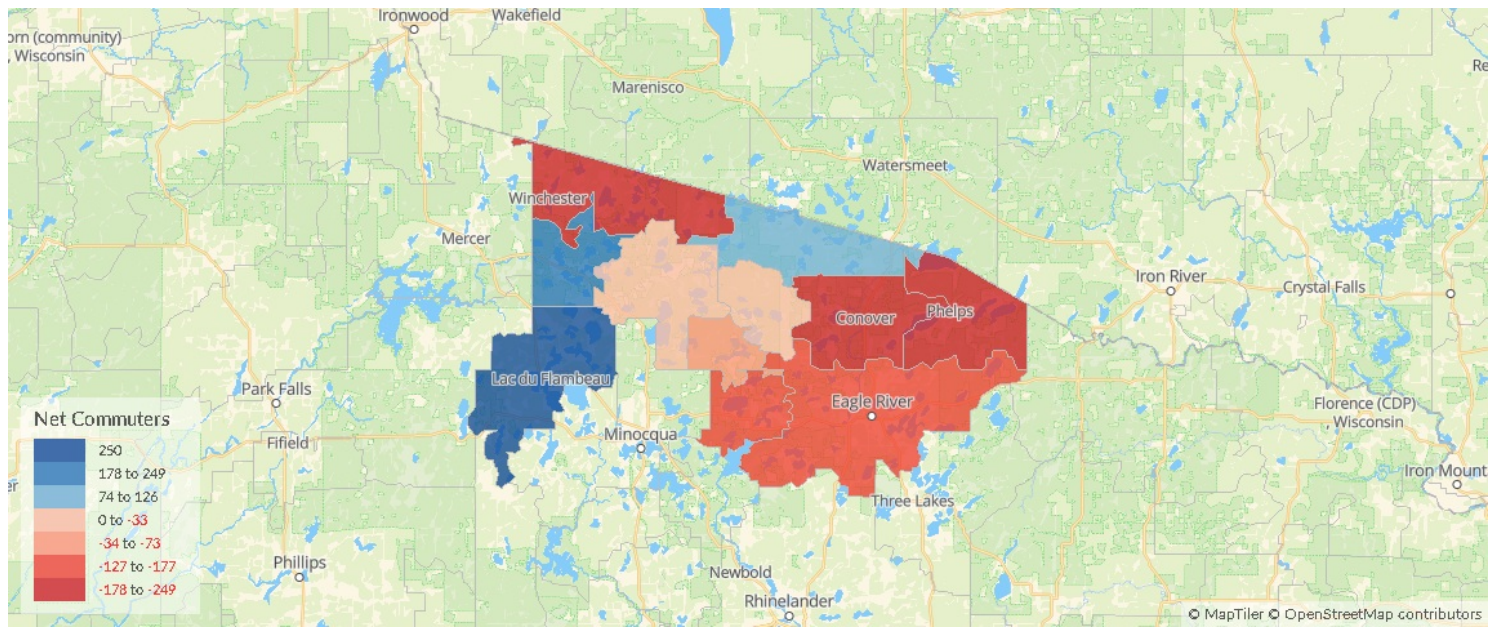 Ironwood
Wakefield
orn (community)
, Wisconsin
Re
Marenisco
Watersmeet
Winchester
Mercer
Iron River
Crystal Falls
Conover
Phelps
Lac du Flambeau
Park Falls
Eagle River
Florence (CDP)
, Wisconsin
Net Commuters
250
178 to 249
74 to 126
0 to -33
-34 to -73
-127 to -177
-178 to -249
Fifield
Minocqua
er
Iron Mount
Three Lakes
Phillips
Newbold
Rhinelander
© MapTiler © OpenStreetMap contributors